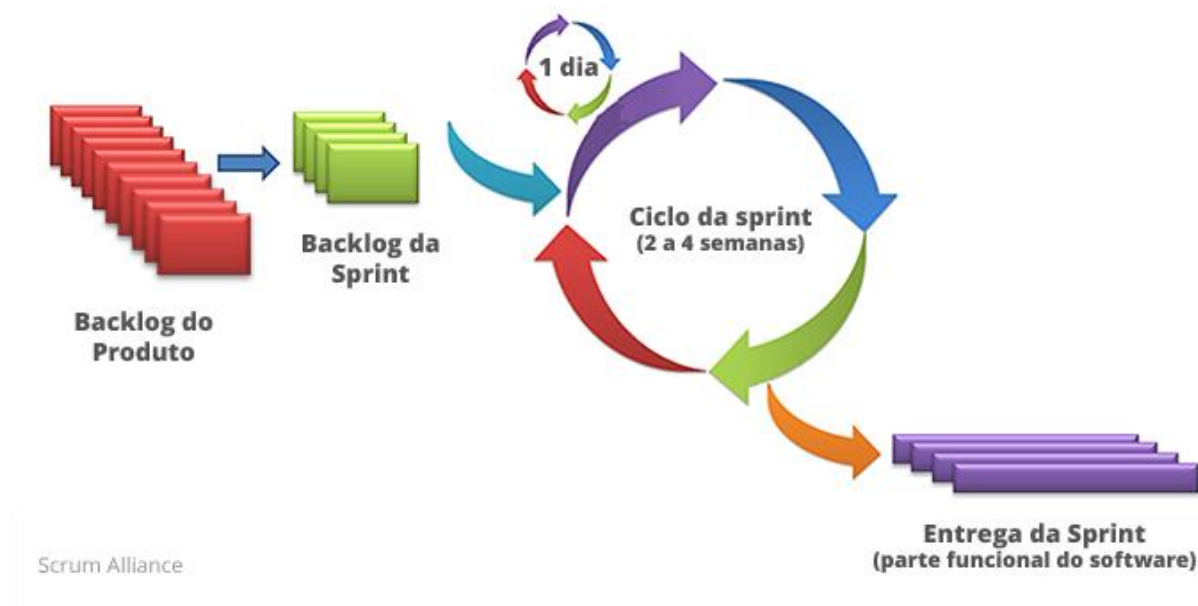 1 dia
Backlog do
Produto
Backlog da
Sprint
Ciclo da sprint
(2 a 4 semanas)
Entrega da Sprint
(parte funcional do software)
Scrum Alliance